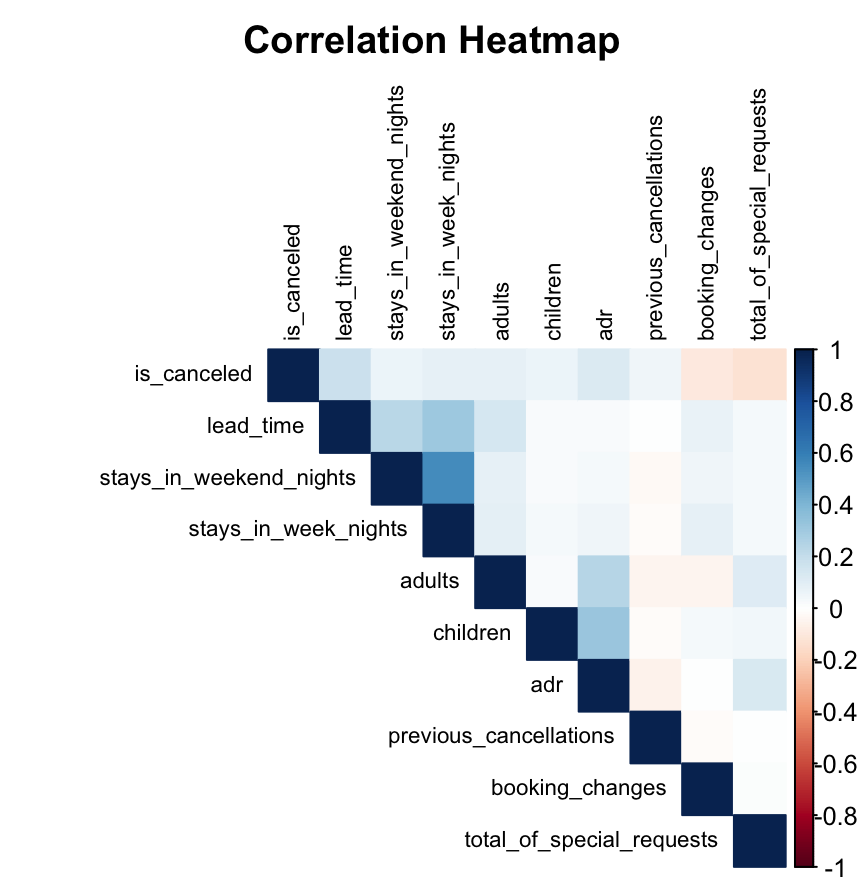 Correlation Heatmap
is_canceled
lead_time
stays_in_weekend_nights
stays_in_week_nights
adults
children
adr
previous_cancellations
booking_changes
total_of_special_requests
is_canceled
lead_time
stays_in_weekend_nights
stays_in_week_nights
adults
children
adr
previous_cancellations
booking_changes
total_of_special_requests
1
0.8
0.6
0.4
0.2
0
-0.2
-0.4
-0.6
-0.8
-1